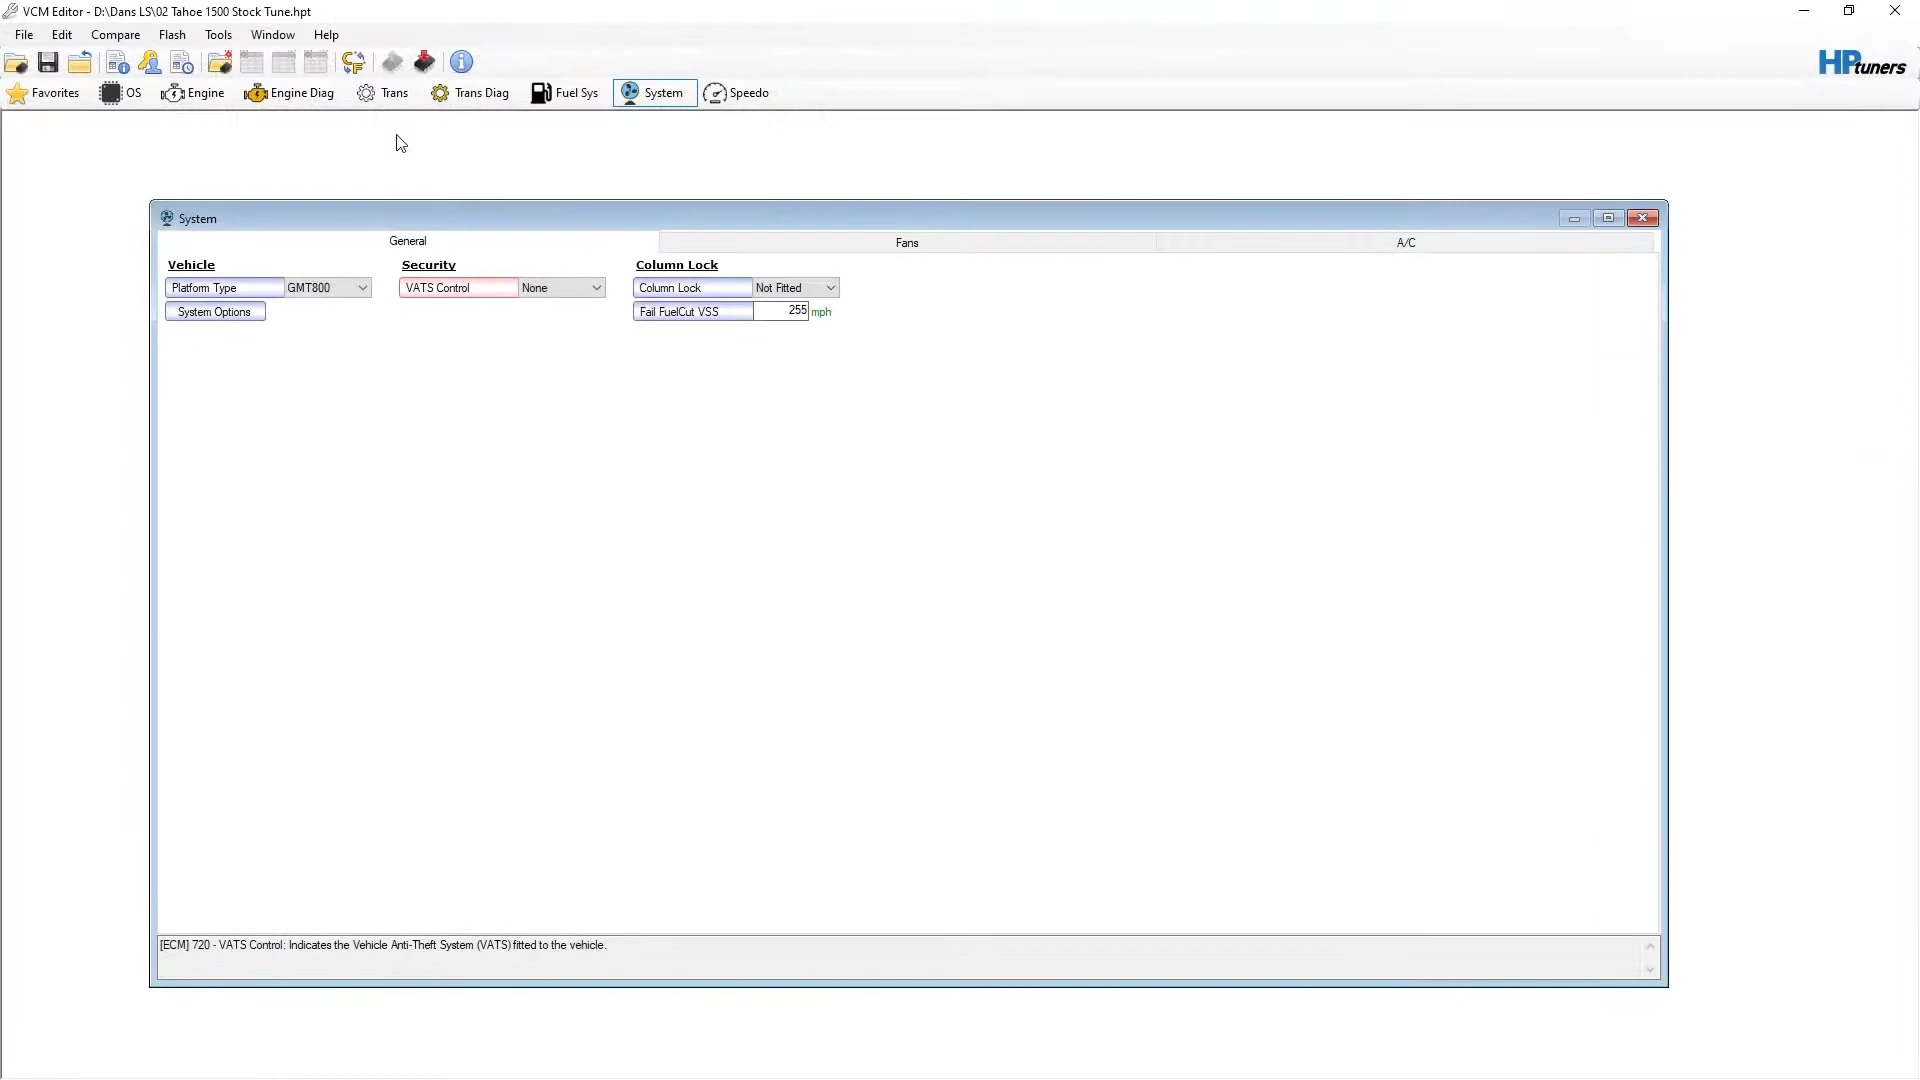 VCM Editor - D:\Dans LS\02 Tahoe 1500 Stock Tune.hpt
File Edit Compare Flash Tools Window Help
HPtuners
Favorites OS Engine Engine Diag Trans Trans Diag Fuel Sys System Speedo
System
General Fans A/C
Vehicle Security Column Lock
Platform Type GMT800 VATS Control None Column Lock Not Fitted
System Options Fail FuelCut VSS 255 mph
[ECM] 720 - VATS Control: Indicates the Vehicle Anti-Theft System (VATS) fitted to the vehicle.